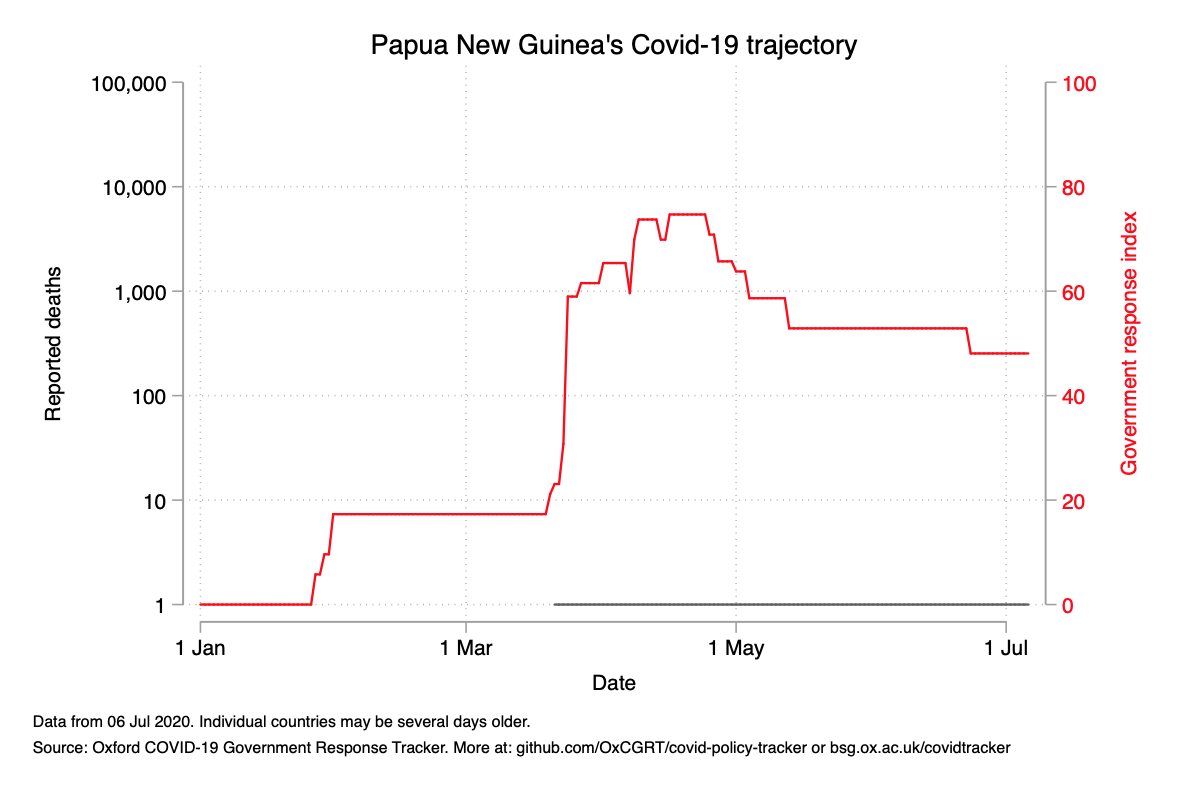 Papua New Guinea's Covid-19 trajectory
100,000
10,000
1,000
100
10
1
Reported deaths
100
80
60
40
20
0
Government response index
1 Jan
1 Mar
1 May
1 Jul
Date
Data from 06 Jul 2020. Individual countries may be several days older.
Source: Oxford COVID-19 Government Response Tracker. More at: github.com/OxCGRT/covid-policy-tracker or bsg.ox.ac.uk/covidtracker